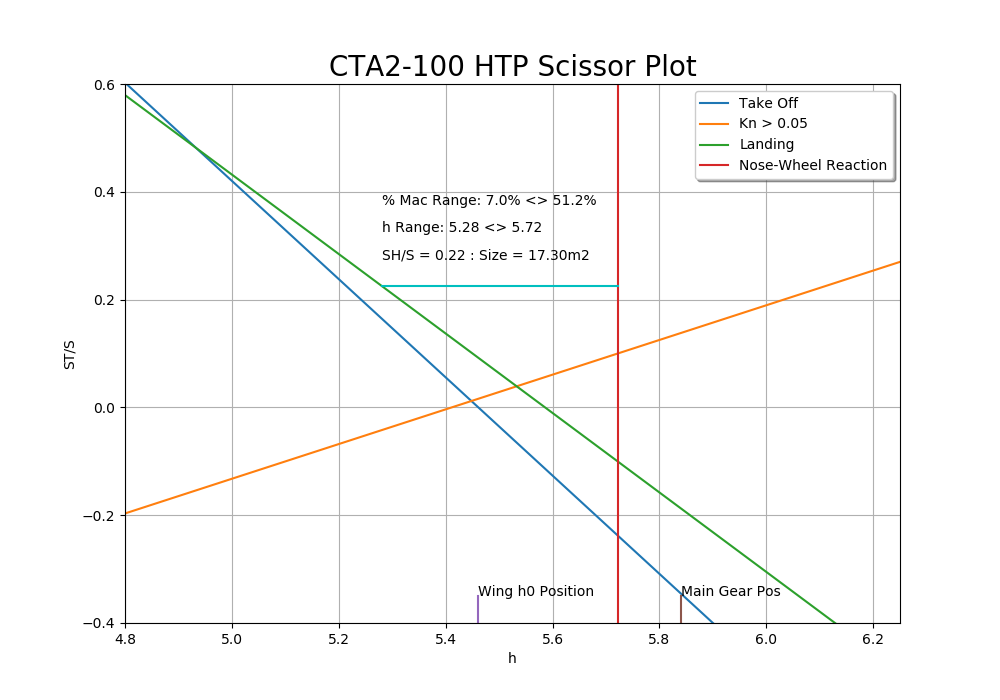 CTA2-100 HTP Scissor Plot
0.6
0.4
0.2
0.0
−0.2
−0.4
ST/S
Take Off
Kn > 0.05
Landing
Nose-Wheel Reaction
% Mac Range: 7.0% <> 51.2%
h Range: 5.28 <> 5.72
SH/S = 0.22 : Size = 17.30m2
Wing h0 Position
Main Gear Pos
4.8 5.0 5.2 5.4 5.6 5.8 6.0 6.2
h